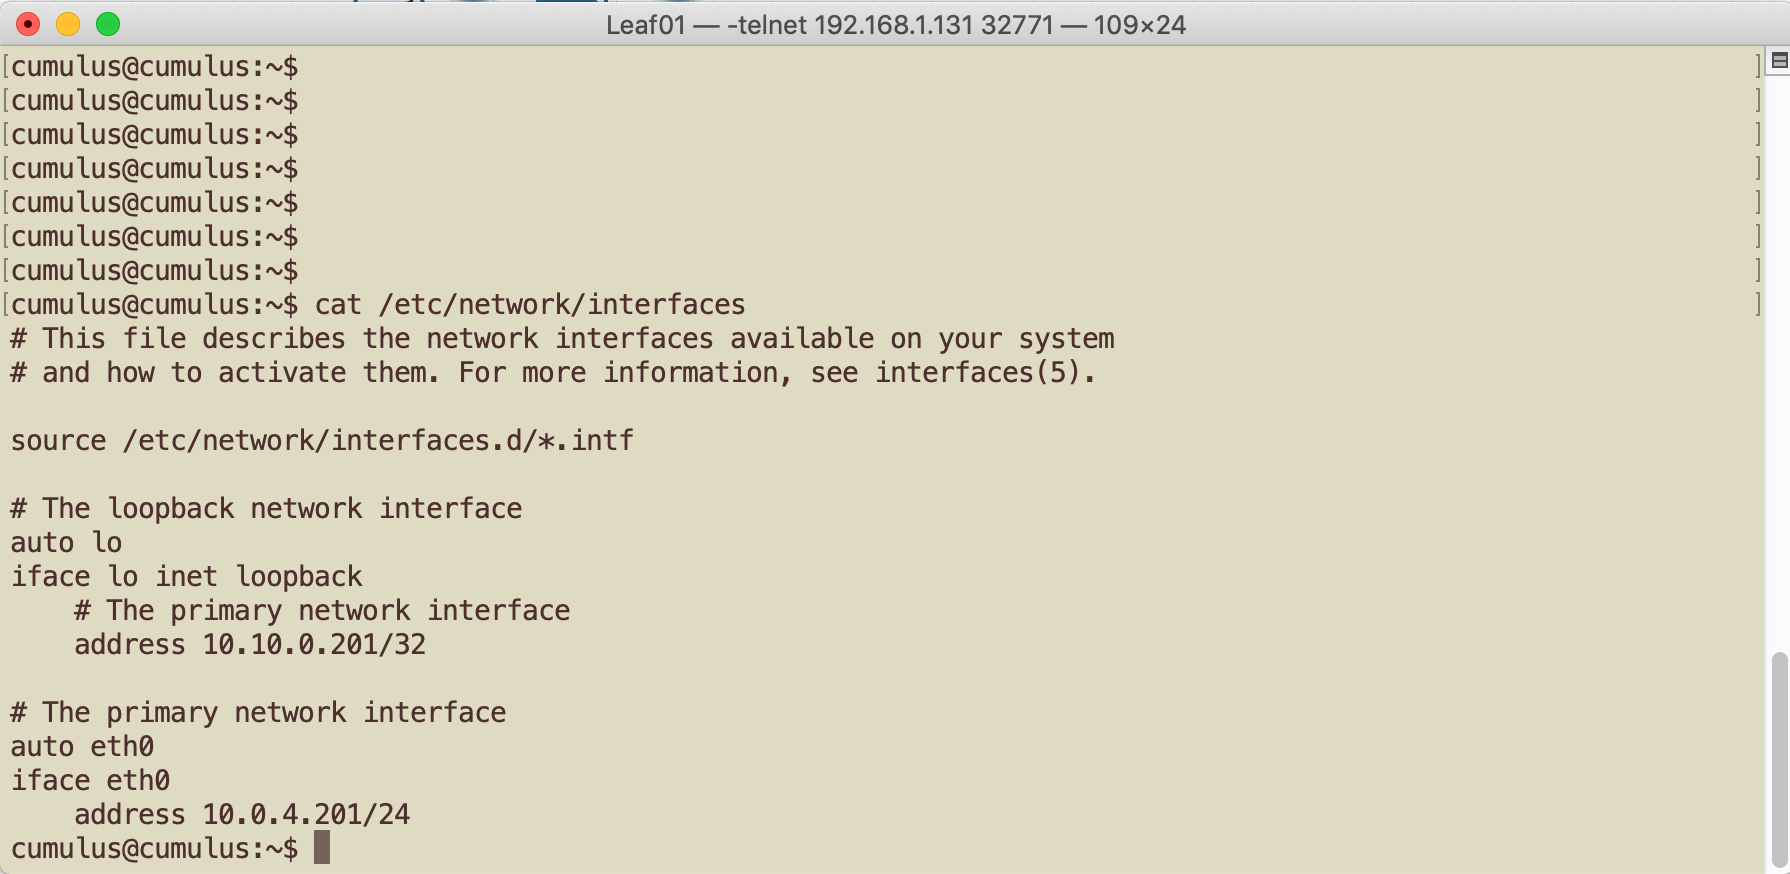 Leaf01 — -telnet 192.168.1.131 32771 — 109×24
[cumulus@cumulus:~$ ]
[cumulus@cumulus:~$ ]
[cumulus@cumulus:~$ ]
[cumulus@cumulus:~$ ]
[cumulus@cumulus:~$ ]
[cumulus@cumulus:~$ ]
[cumulus@cumulus:~$ ]
[cumulus@cumulus:~$ cat /etc/network/interfaces ]
# This file describes the network interfaces available on your system
# and how to activate them. For more information, see interfaces(5).
source /etc/network/interfaces.d/*.intf
# The loopback network interface
auto lo
iface lo inet loopback
    # The primary network interface
    address 10.10.0.201/32
# The primary network interface
auto eth0
iface eth0
    address 10.0.4.201/24
cumulus@cumulus:~$